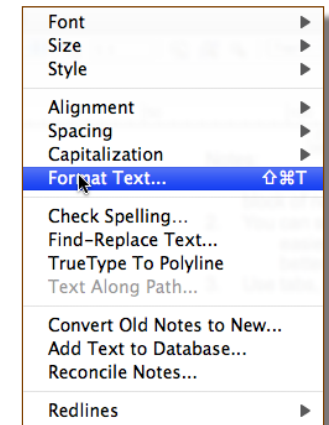 Font
Size
Style
Alignment
Spacing
Capitalization
Format Text... ⇧⌘T
Check Spelling...
Find-Replace Text...
TrueType To Polyline
Text Along Path...
Convert Old Notes to New...
Add Text to Database...
Reconcile Notes...
Redlines